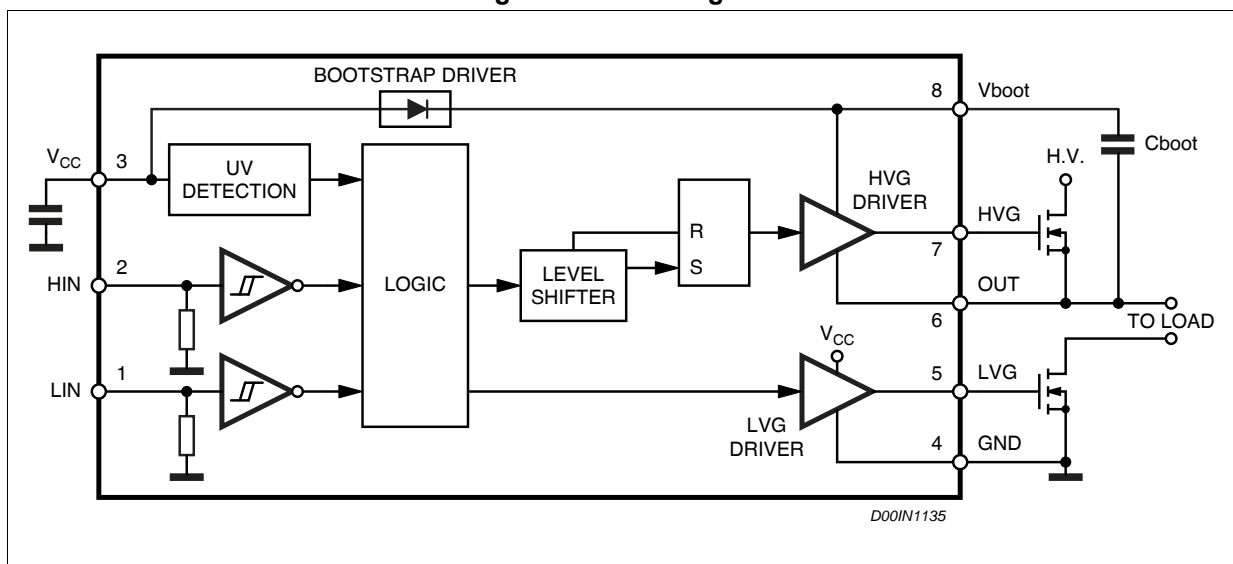 BOOTSTRAP DRIVER
8
Vboot
VCC
3
UV
DETECTION
H.V.
Cboot
HVG
DRIVER
HVG
R
7
HIN
2
S
LEVEL
SHIFTER
LOGIC
OUT
6
TO LOAD
VCC
LIN
1
5
LVG
LVG
DRIVER
4
GND
D00IN1135